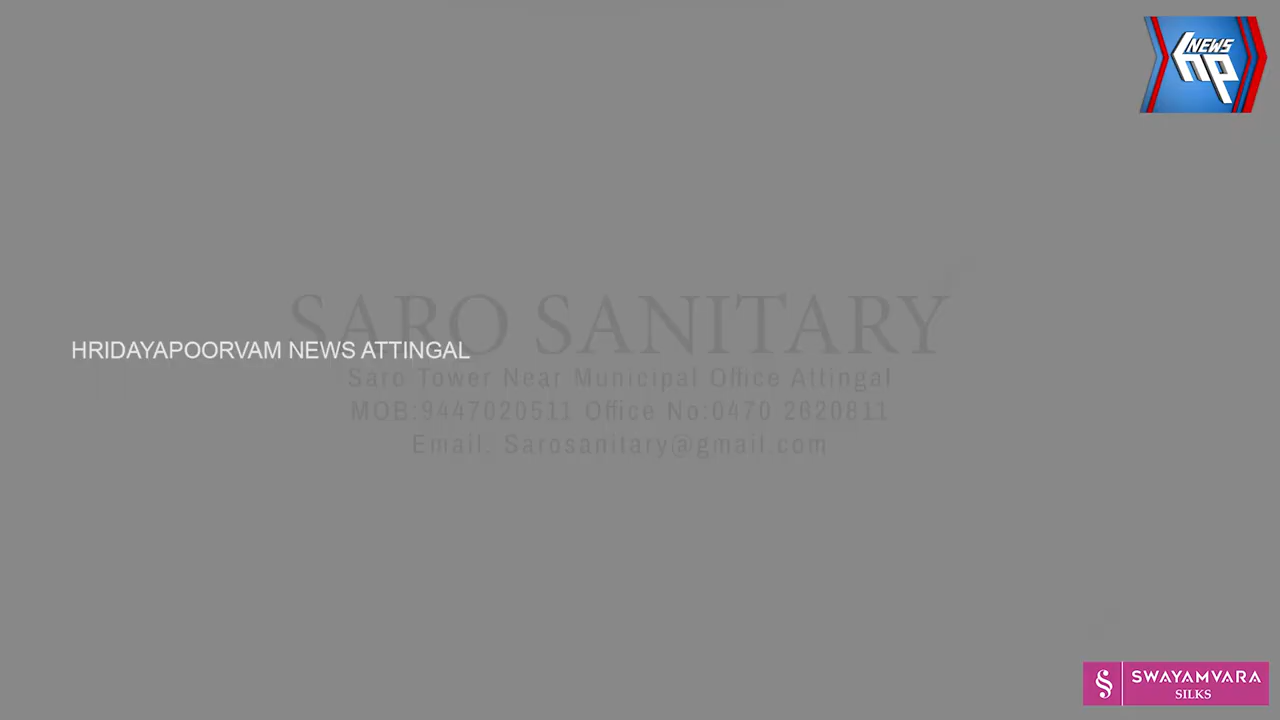 NEWS
hp
SARO SANITARY
HRIDAYAPOORVAM NEWS ATTINGAL
Saro Tower Near Municipal Office Attingal
MOB:9447020511 Office No:0470 2620811
Email. Sarosanitary@gmail.com
SWAYAMVARA
SILKS